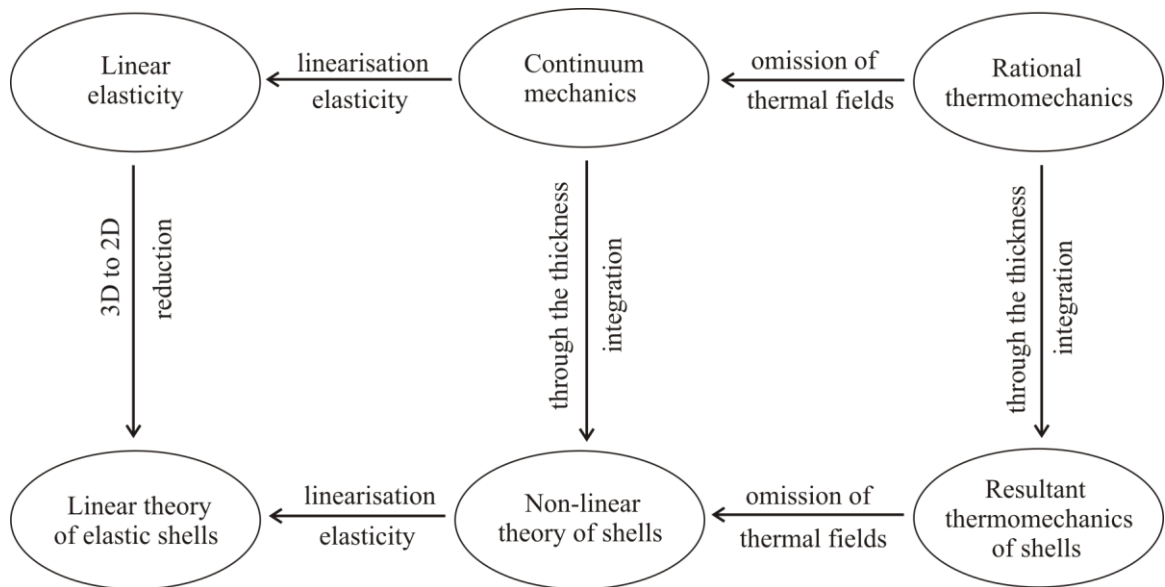 Linear
elasticity
linearisation
elasticity
Continuum
mechanics
omission of
thermal fields
Rational
thermomechanics
3D to 2D
reduction
through the thickness
integration
through the thickness
integration
Linear theory
of elastic shells
linearisation
elasticity
Non-linear
theory of shells
omission of
thermal fields
Resultant
thermomechanics
of shells